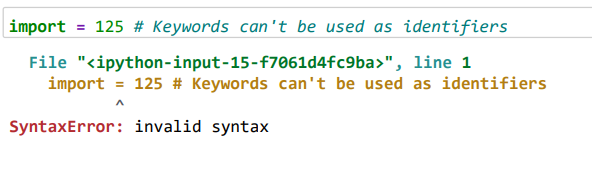 import = 125 # Keywords can't be used as identifiers
File "<ipython-input-15-f7061d4fc9ba>", line 1
import = 125 # Keywords can't be used as identifiers
^
SyntaxError: invalid syntax